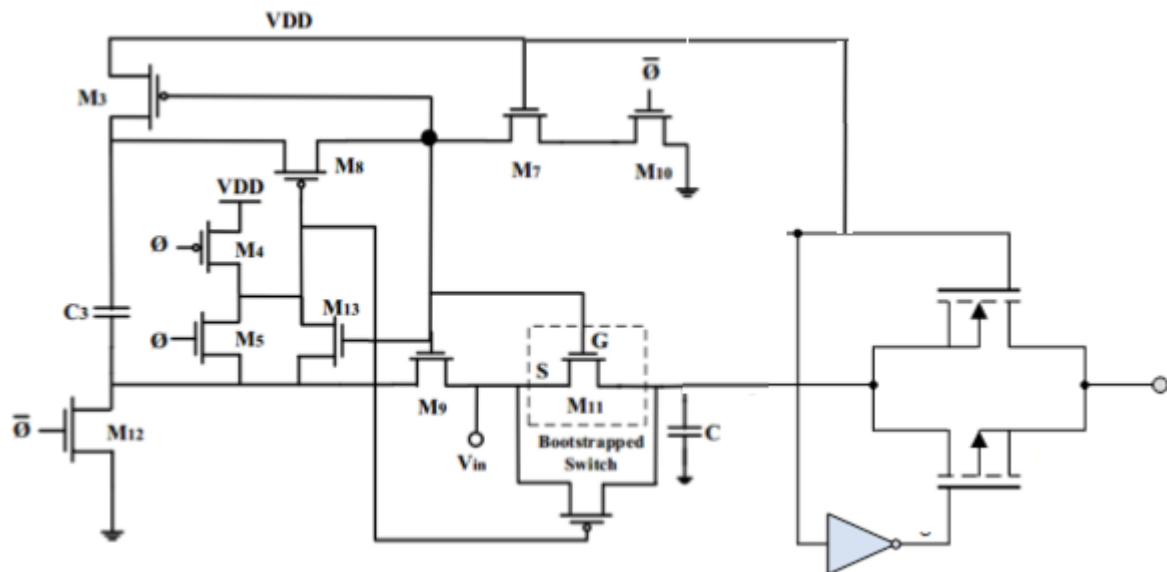 VDD
Ø̅
M3
M7
M10
M8
VDD
Ø
M4
C3
M13
Ø
M5
G
S
M9
M11
Ø̅
M12
C
Vin
Bootstrapped
Switch